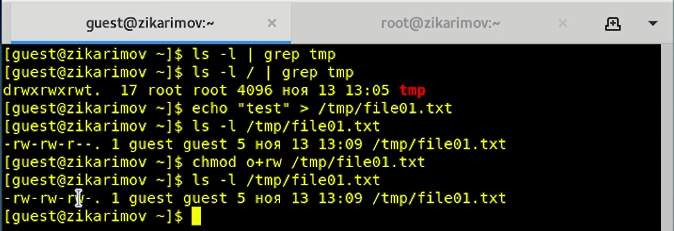 guest@zikarimov:~ × root@zikarimov:~ ×
[guest@zikarimov ~]$ ls -l | grep tmp
[guest@zikarimov ~]$ ls -l / | grep tmp
drwxrwxrwt.  17 root root 4096 ноя 13 13:05 tmp
[guest@zikarimov ~]$ echo "test" > /tmp/file01.txt
[guest@zikarimov ~]$ ls -l /tmp/file01.txt
-rw-rw-r--. 1 guest guest 5 ноя 13 13:09 /tmp/file01.txt
[guest@zikarimov ~]$ chmod o+rw /tmp/file01.txt
[guest@zikarimov ~]$ ls -l /tmp/file01.txt
-rw-rw-rw-. 1 guest guest 5 ноя 13 13:09 /tmp/file01.txt
[guest@zikarimov ~]$